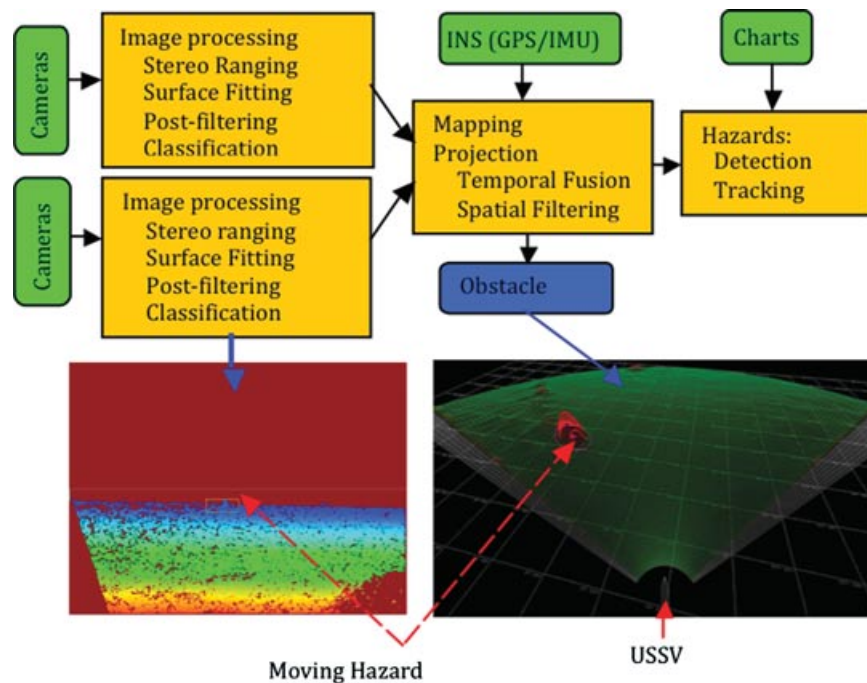 Cameras
Image processing
Stereo Ranging
Surface Fitting
Post-filtering
Classification
INS (GPS/IMU)
Charts
Mapping
Projection
Temporal Fusion
Spatial Filtering
Hazards:
Detection
Tracking
Cameras
Image processing
Stereo ranging
Surface Fitting
Post-filtering
Classification
Obstacle
Moving Hazard
USSV